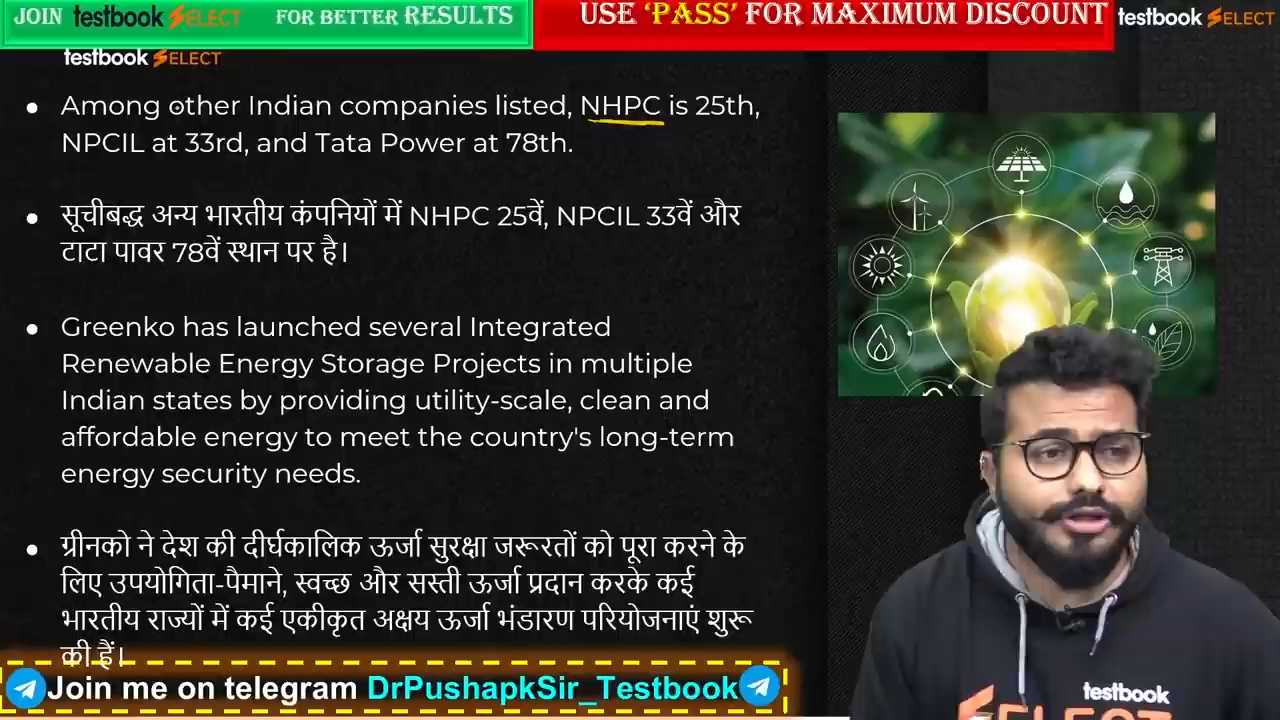 JOIN testbook SELECT FOR BETTER RESULTS
USE ‘PASS’ FOR MAXIMUM DISCOUNT
testbook SELECT
testbook SELECT
• Among other Indian companies listed, NHPC is 25th,
NPCIL at 33rd, and Tata Power at 78th.
• सूचीबद्ध अन्य भारतीय कंपनियों में NHPC 25वें, NPCIL 33वें और
टाटा पावर 78वें स्थान पर है।
• Greenko has launched several Integrated
Renewable Energy Storage Projects in multiple
Indian states by providing utility-scale, clean and
affordable energy to meet the country's long-term
energy security needs.
• ग्रीनको ने देश की दीर्घकालिक ऊर्जा सुरक्षा जरूरतों को पूरा करने के
लिए उपयोगिता-पैमाने, स्वच्छ और सस्ती ऊर्जा प्रदान करके कई
भारतीय राज्यों में कई एकीकृत अक्षय ऊर्जा भंडारण परियोजनाएं शुरू
की हैं।
Join me on telegram DrPushapkSir_Testbook
testbook
SELECT